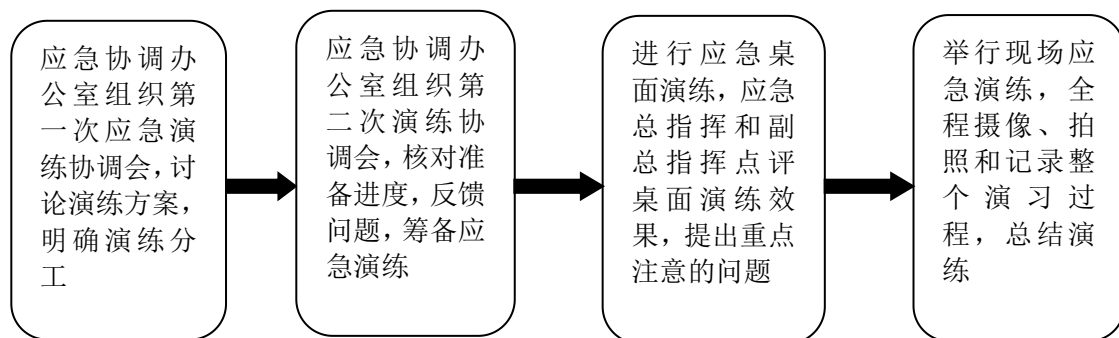 应急协调办
公室组织第
一次应急演
练协调会，讨
论演练方案，
明确演练分
工
应急协调办
公室组织第
二次演练协
调会，核对准
备进度，反馈
问题，筹备应
急演练
进行应急桌
面演练，应急
总指挥和副
总指挥点评
桌面演练效
果，提出重点
注意的问题
举行现场应
急演练，全
程摄像、拍
照和记录整
个演习过
程，总结演
练